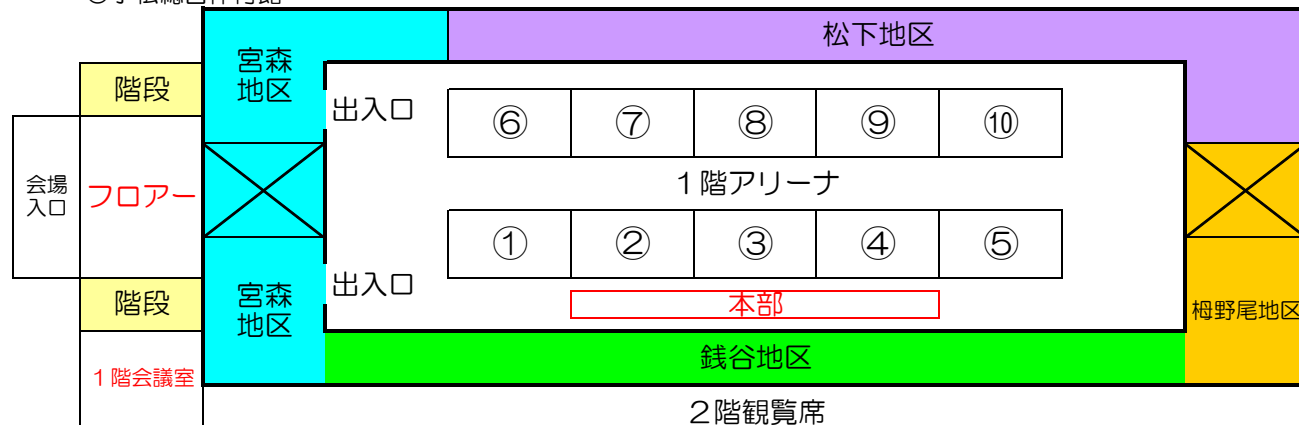 松下地区
宮森
地区
階段
出入口
⑥ ⑦ ⑧ ⑨ ⑩
会場
入口
フロアー
1階アリーナ
① ② ③ ④ ⑤
出入口
階段
宮森
地区
本部
栂野尾地区
銭谷地区
1階会議室
2階観覧席